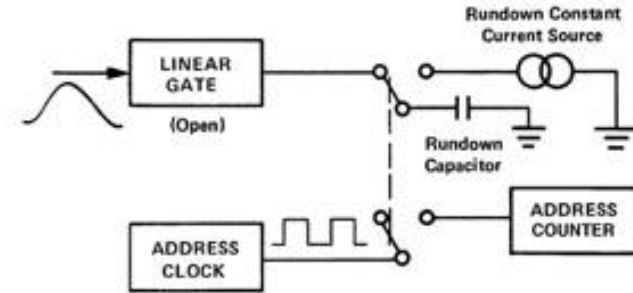 Rundown Constant
Current Source
LINEAR
GATE
(Open)
Rundown
Capacitor
ADDRESS
CLOCK
ADDRESS
COUNTER